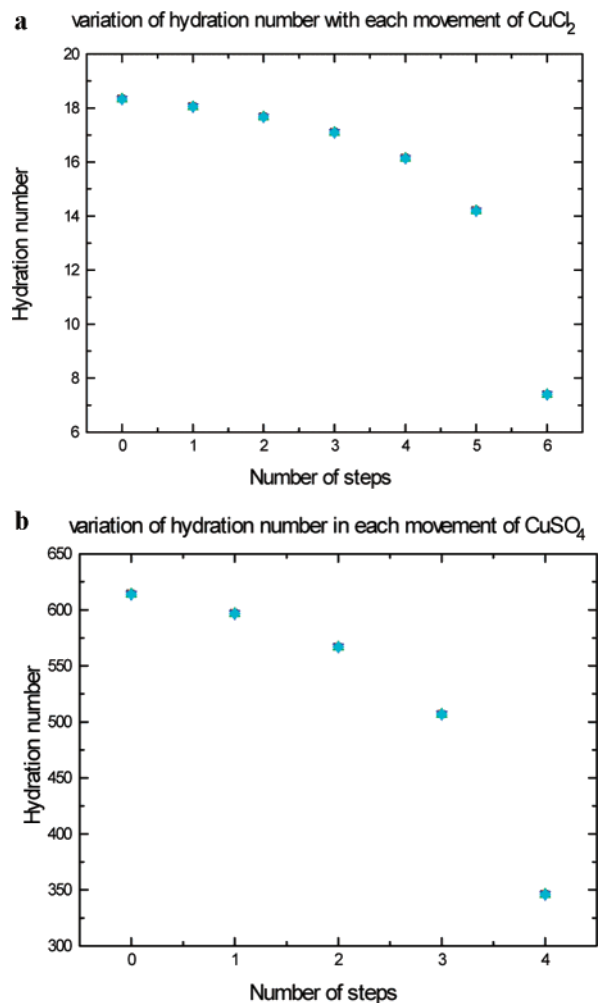 a
variation of hydration number with each movement of CuCl₂
20
18
16
14
12
10
8
6
Hydration number
0 1 2 3 4 5 6
Number of steps
b
variation of hydration number in each movement of CuSO₄
650
600
550
500
450
400
350
300
Hydration number
0 1 2 3 4
Number of steps